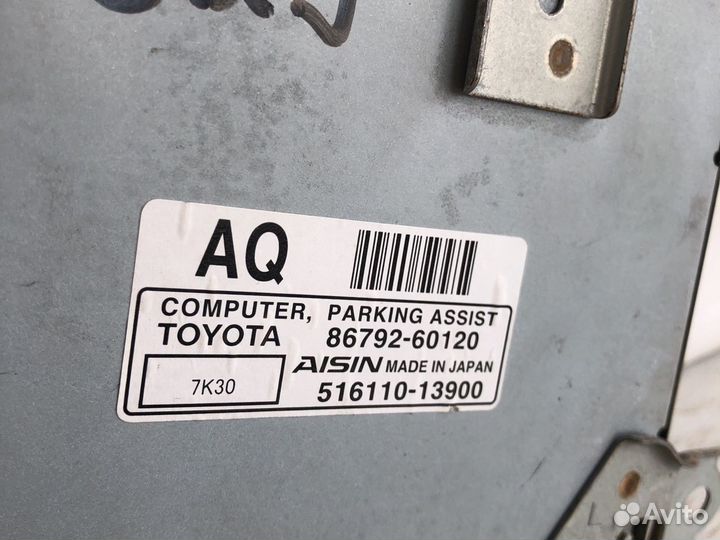 AQ
COMPUTER, PARKING ASSIST
TOYOTA 86792-60120
7K30 AISIN MADE IN JAPAN
516110-13900
L
Avito